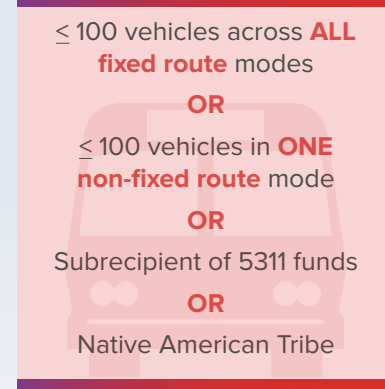 ≤ 100 vehicles across ALL
fixed route modes
OR
≤ 100 vehicles in ONE
non-fixed route mode
OR
Subrecipient of 5311 funds
OR
Native American Tribe